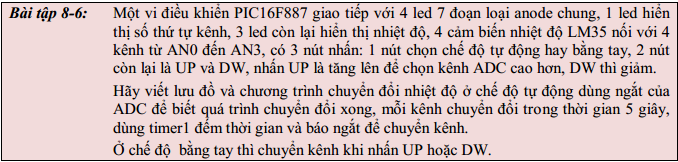 Bài tập 8-6: Một vi điều khiển PIC16F887 giao tiếp với 4 led 7 đoạn loại anode chung, 1 led hiển
thị số thứ tự kênh, 3 led còn lại hiển thị nhiệt độ, 4 cảm biến nhiệt độ LM35 nối với 4
kênh từ AN0 đến AN3, có 3 nút nhấn: 1 nút chọn chế độ tự động hay bằng tay, 2 nút
còn lại là UP và DW, nhấn UP là tăng lên để chọn kênh ADC cao hơn, DW thì giảm.
Hãy viết lưu đồ và chương trình chuyển đổi nhiệt độ ở chế độ tự động dùng ngắt của
ADC để biết quá trình chuyển đổi xong, mỗi kênh chuyển đổi trong thời gian 5 giây,
dùng timer1 đếm thời gian và báo ngắt để chuyển kênh.
Ở chế độ bằng tay thì chuyển kênh khi nhấn UP hoặc DW.